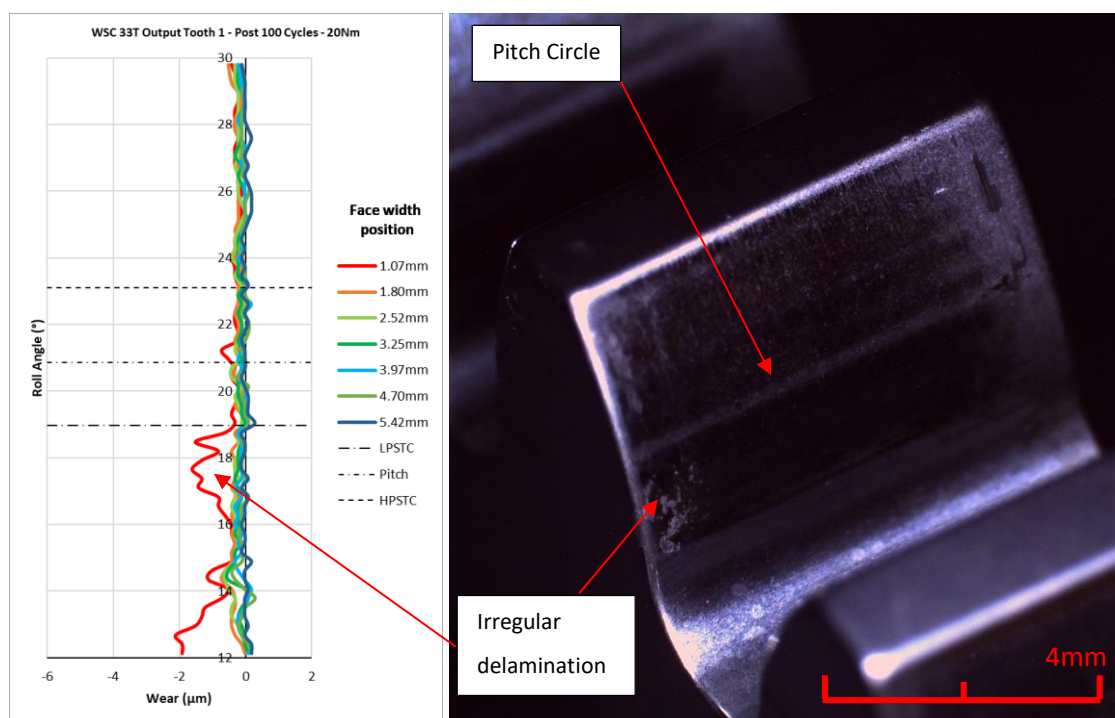 WSC 33T Output Tooth 1 - Post 100 Cycles - 20Nm
30
28
26
24
22
20
18
16
14
12
Roll Angle (°)
-6
-4
-2
0
2
Wear (µm)
Face width
position
1.07mm
1.80mm
2.52mm
3.25mm
3.97mm
4.70mm
5.42mm
LPSTC
Pitch
HPSTC
Pitch Circle
Irregular
delamination
4mm